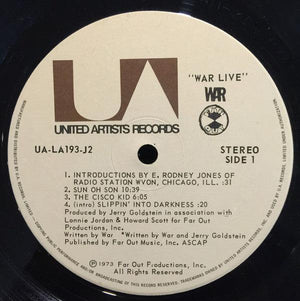 UA
"WAR LIVE"
WAR
UNITED ARTISTS RECORDS
UA-LA193-J2
STEREO
SIDE 1
1. INTRODUCTIONS BY E. RODNEY JONES OF
RADIO STATION WVON, CHICAGO, ILL. :31
2. SUN OH SON 10:39
3. THE CISCO KID 6:05
4. (intro) SLIPPIN' INTO DARKNESS :20
Produced by Jerry Goldstein in association with
Lonnie Jordan & Howard Scott for Far Out
Productions, Inc.
Written by War *Written by War and Jerry Goldstein
Published by Far Out Music, Inc. ASCAP
℗ 1973 Far Out Productions, Inc.
All Rights Reserved.